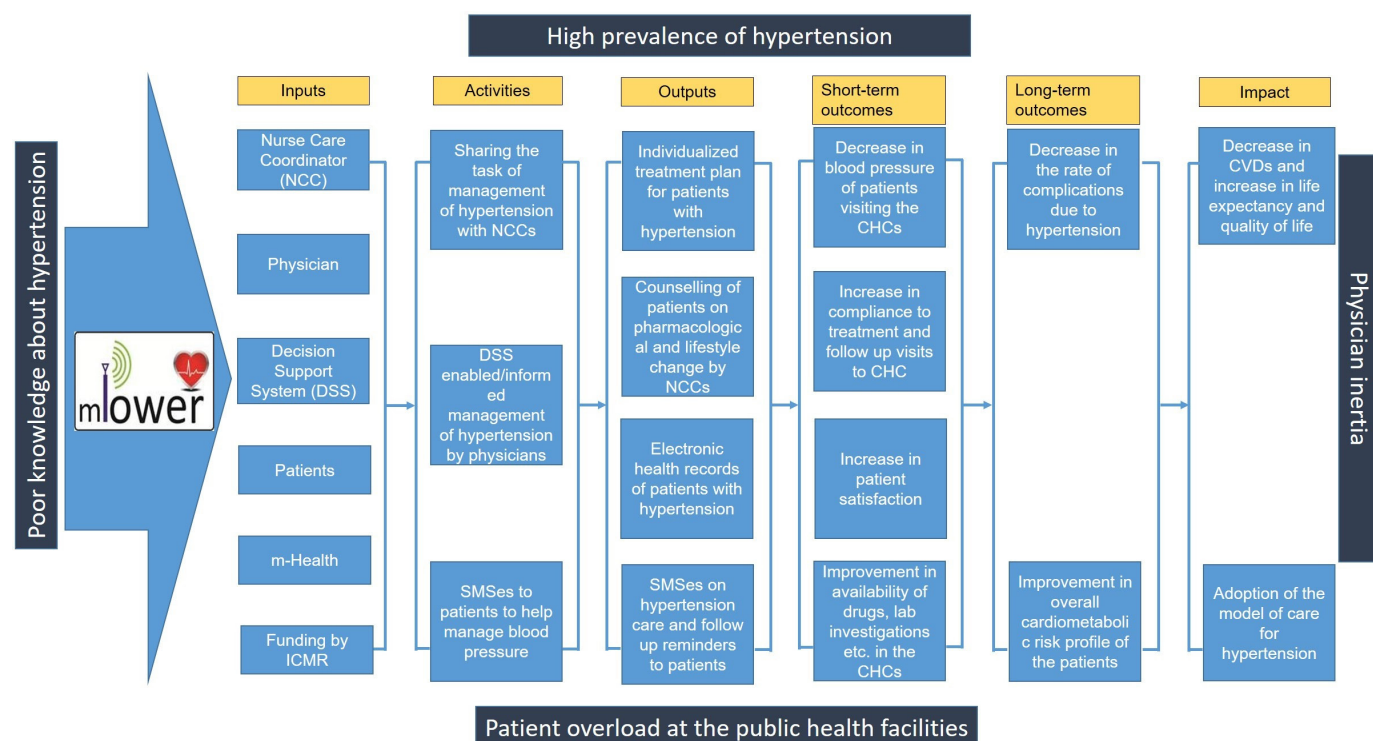 High prevalence of hypertension
Poor knowledge about hypertension
mlower
Inputs
Nurse Care
Coordinator
(NCC)
Physician
Decision
Support
System (DSS)
Patients
m-Health
Funding by
ICMR
Activities
Sharing the
task of
management
of hypertension
with NCCs
DSS
enabled/inform
ed
management
of hypertension
by physicians
SMSes to
patients to help
manage blood
pressure
Outputs
Individualized
treatment plan
for patients
with
hypertension
Counselling of
patients on
pharmacologic
al and lifestyle
change by
NCCs
Electronic
health records
of patients with
hypertension
SMSes on
hypertension
care and follow
up reminders
to patients
Short-term
outcomes
Decrease in
blood pressure
of patients
visiting the
CHCs
Increase in
compliance to
treatment and
follow up visits
to CHC
Increase in
patient
satisfaction
Improvement in
availability of
drugs, lab
investigations
etc. in the
CHCs
Long-term
outcomes
Decrease in
the rate of
complications
due to
hypertension
Improvement in
overall
cardiometaboli
c risk profile of
the patients
Impact
Decrease in
CVDs and
increase in life
expectancy and
quality of life
Adoption of the
model of care
for
hypertension
Physician inertia
Patient overload at the public health facilities